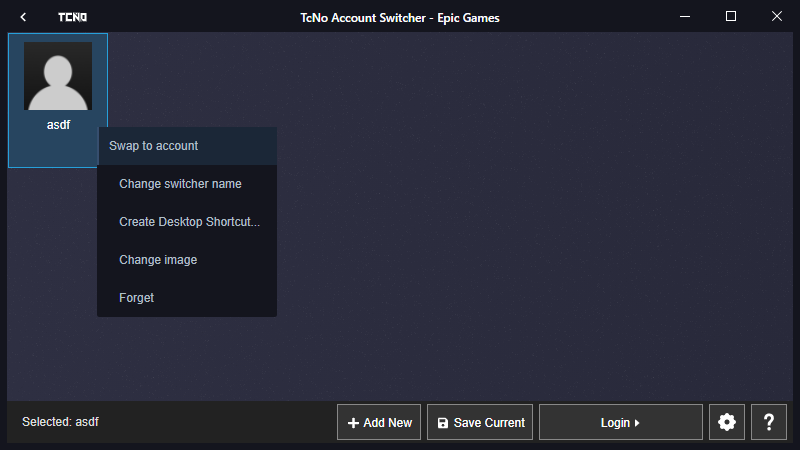 TCNO
TcNo Account Switcher - Epic Games
asdf
Swap to account
Change switcher name
Create Desktop Shortcut...
Change image
Forget
Selected: asdf
Add New
Save Current
Login
?